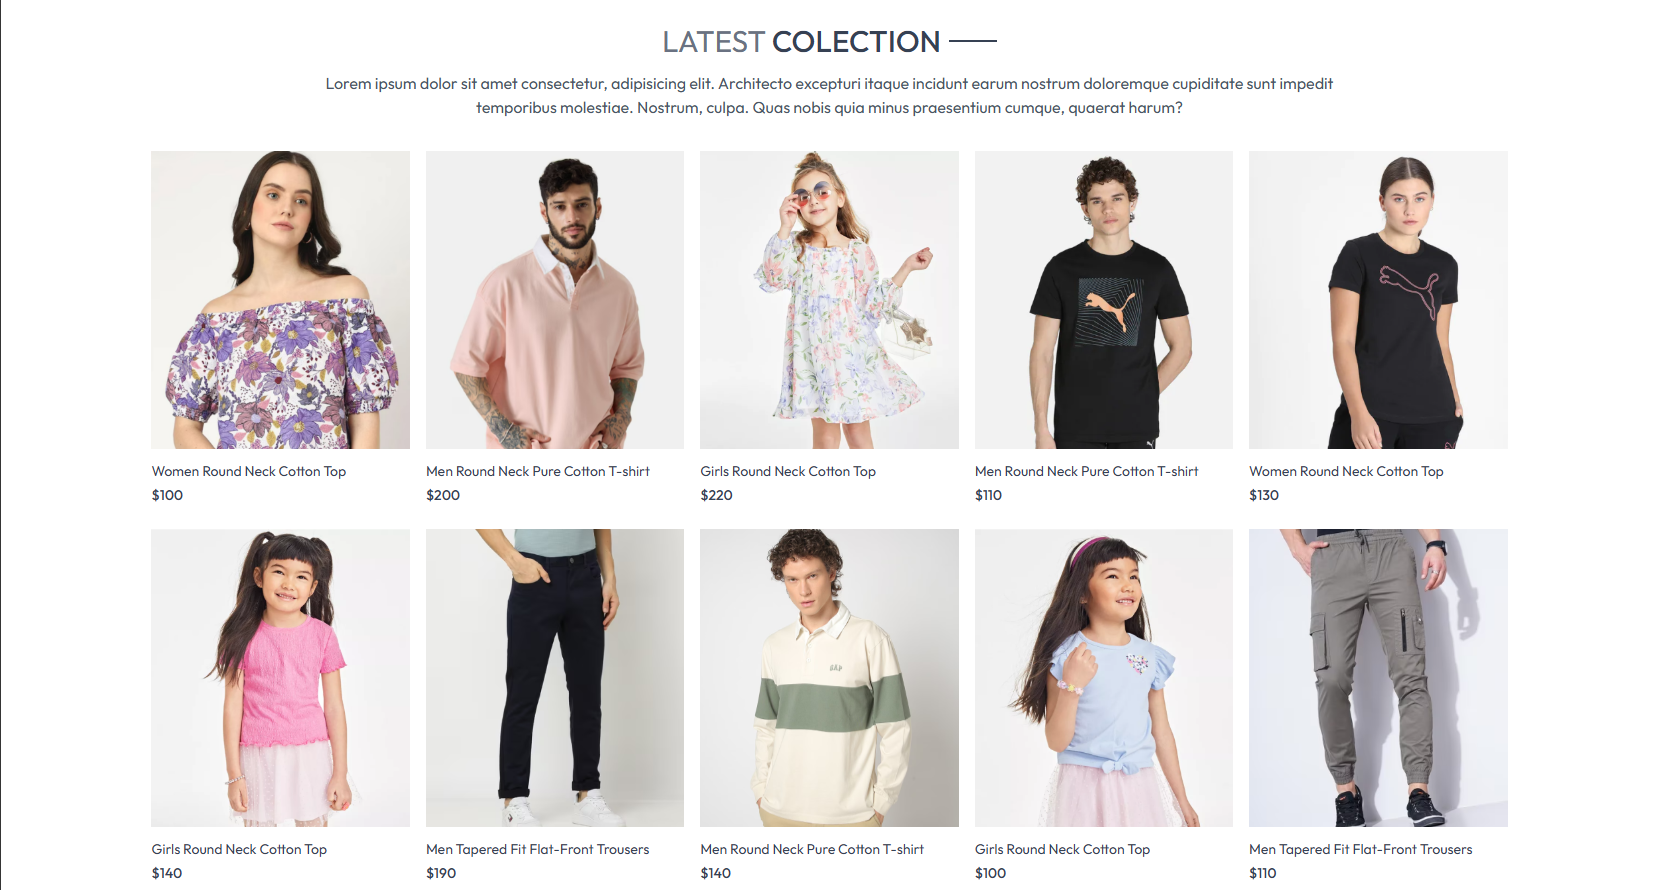 LATEST COLECTION
Lorem ipsum dolor sit amet consectetur, adipisicing elit. Architecto excepturi itaque incidunt earum nostrum doloremque cupiditate sunt impedit
temporibus molestiae. Nostrum, culpa. Quas nobis quia minus praesentium cumque, quaerat harum?
Women Round Neck Cotton Top
$100
Men Round Neck Pure Cotton T-shirt
$200
Girls Round Neck Cotton Top
$220
Men Round Neck Pure Cotton T-shirt
$110
Women Round Neck Cotton Top
$130
GAP
Girls Round Neck Cotton Top
$140
Men Tapered Fit Flat-Front Trousers
$190
Men Round Neck Pure Cotton T-shirt
$140
Girls Round Neck Cotton Top
$100
Men Tapered Fit Flat-Front Trousers
$110